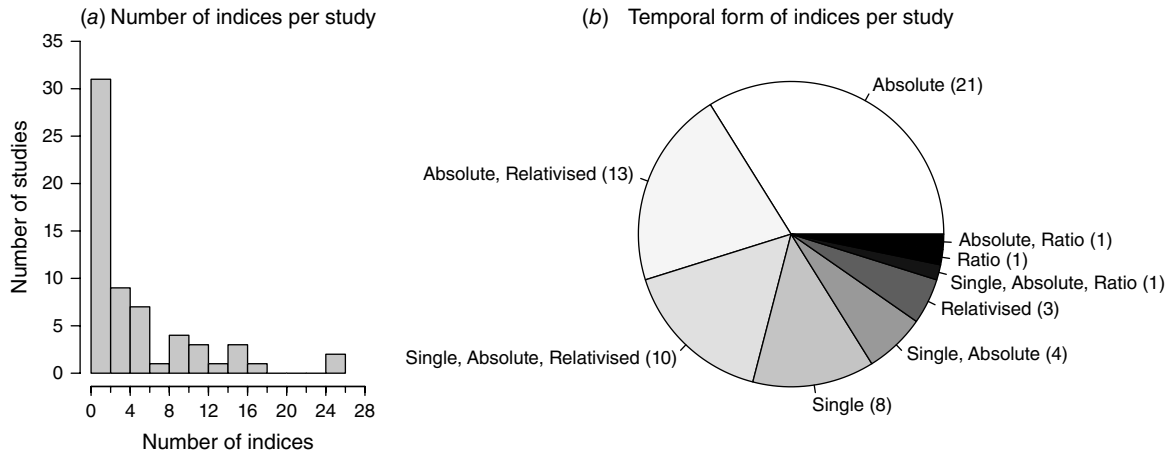 (a) Number of indices per study
35
30
25
20
15
10
5
0
Number of studies
0 4 8 12 16 20 24 28
Number of indices
(b) Temporal form of indices per study
Absolute (21)
Absolute, Relativised (13)
Single, Absolute, Relativised (10)
Single (8)
Single, Absolute (4)
Relativised (3)
Single, Absolute, Ratio (1)
Ratio (1)
Absolute, Ratio (1)